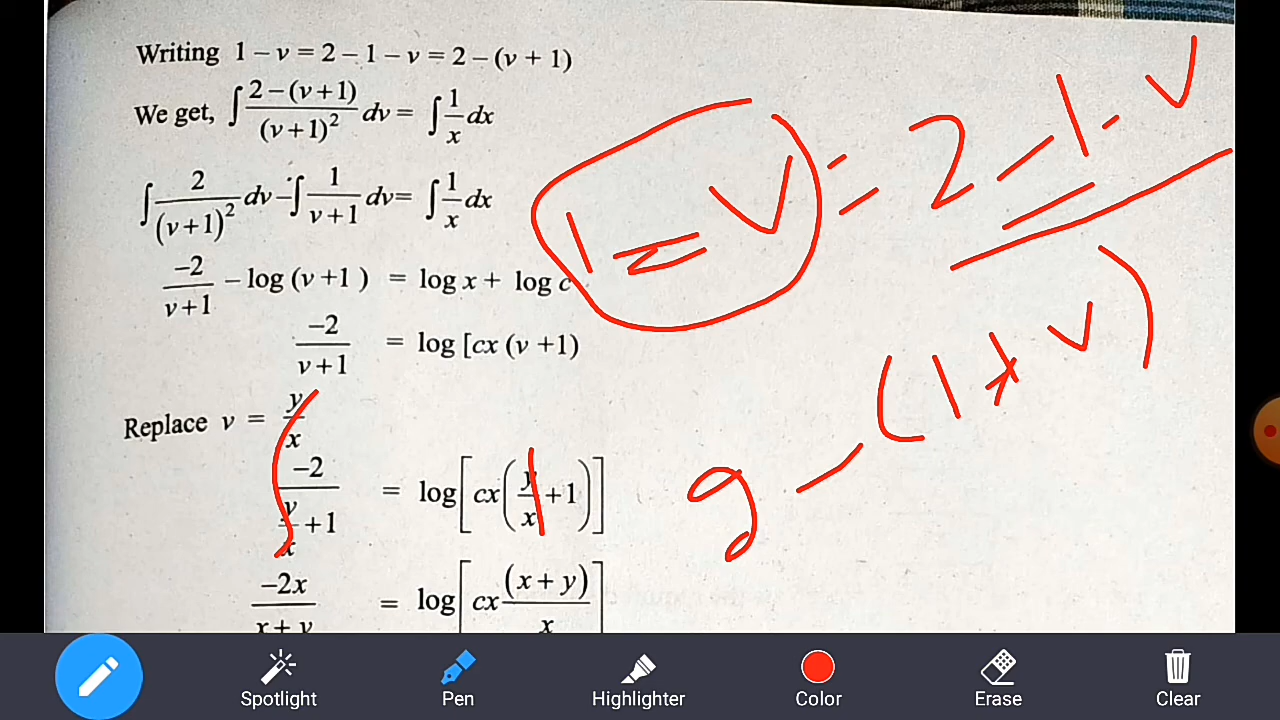 Writing 1 – v = 2 – 1 – v = 2 – (v + 1)
We get, ∫ 2 – (v+1) / (v+1)² dv = ∫ 1/x dx
∫ 2/(v+1)² dv – ∫ 1/(v+1) dv = ∫ 1/x dx
–2/(v+1) – log (v +1 ) = log x + log c
–2/(v+1) = log [cx (v +1)
Replace v = y/x
–2/(y/x +1) = log[cx(y/x +1)]
–2x/(x + y) = log[cx (x + y)/x]
1 = v = 2 – 1 - v
2 – (1 + v)
Spotlight
Pen
Highlighter
Color
Erase
Clear